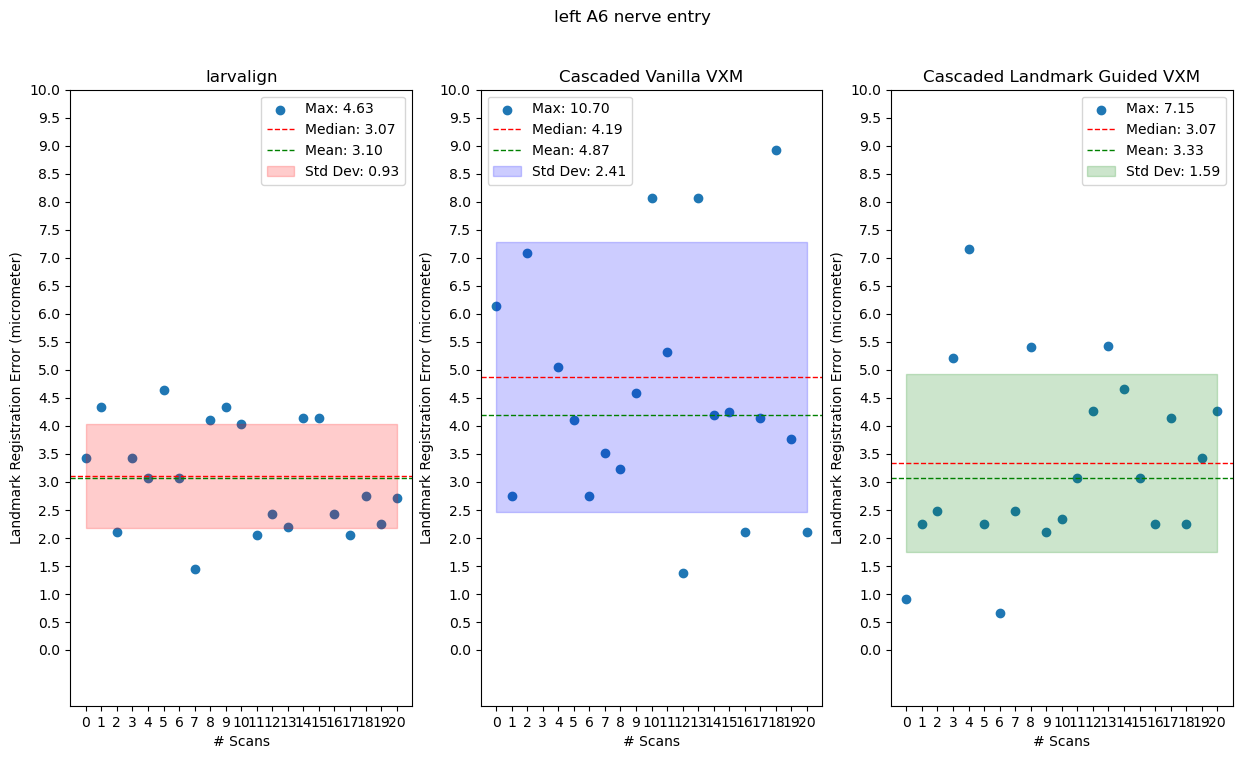 left A6 nerve entry
larvalign
Landmark Registration Error (micrometer)
10.0
9.5
9.0
8.5
8.0
7.5
7.0
6.5
6.0
5.5
5.0
4.5
4.0
3.5
3.0
2.5
2.0
1.5
1.0
0.5
0.0
Max: 4.63
Median: 3.07
Mean: 3.10
Std Dev: 0.93
0 1 2 3 4 5 6 7 8 9 10 11 12 13 14 15 16 17 18 19 20
# Scans
Cascaded Vanilla VXM
Landmark Registration Error (micrometer)
10.0
9.5
9.0
8.5
8.0
7.5
7.0
6.5
6.0
5.5
5.0
4.5
4.0
3.5
3.0
2.5
2.0
1.5
1.0
0.5
0.0
Max: 10.70
Median: 4.19
Mean: 4.87
Std Dev: 2.41
0 1 2 3 4 5 6 7 8 9 10 11 12 13 14 15 16 17 18 19 20
# Scans
Cascaded Landmark Guided VXM
Landmark Registration Error (micrometer)
10.0
9.5
9.0
8.5
8.0
7.5
7.0
6.5
6.0
5.5
5.0
4.5
4.0
3.5
3.0
2.5
2.0
1.5
1.0
0.5
0.0
Max: 7.15
Median: 3.07
Mean: 3.33
Std Dev: 1.59
0 1 2 3 4 5 6 7 8 9 10 11 12 13 14 15 16 17 18 19 20
# Scans